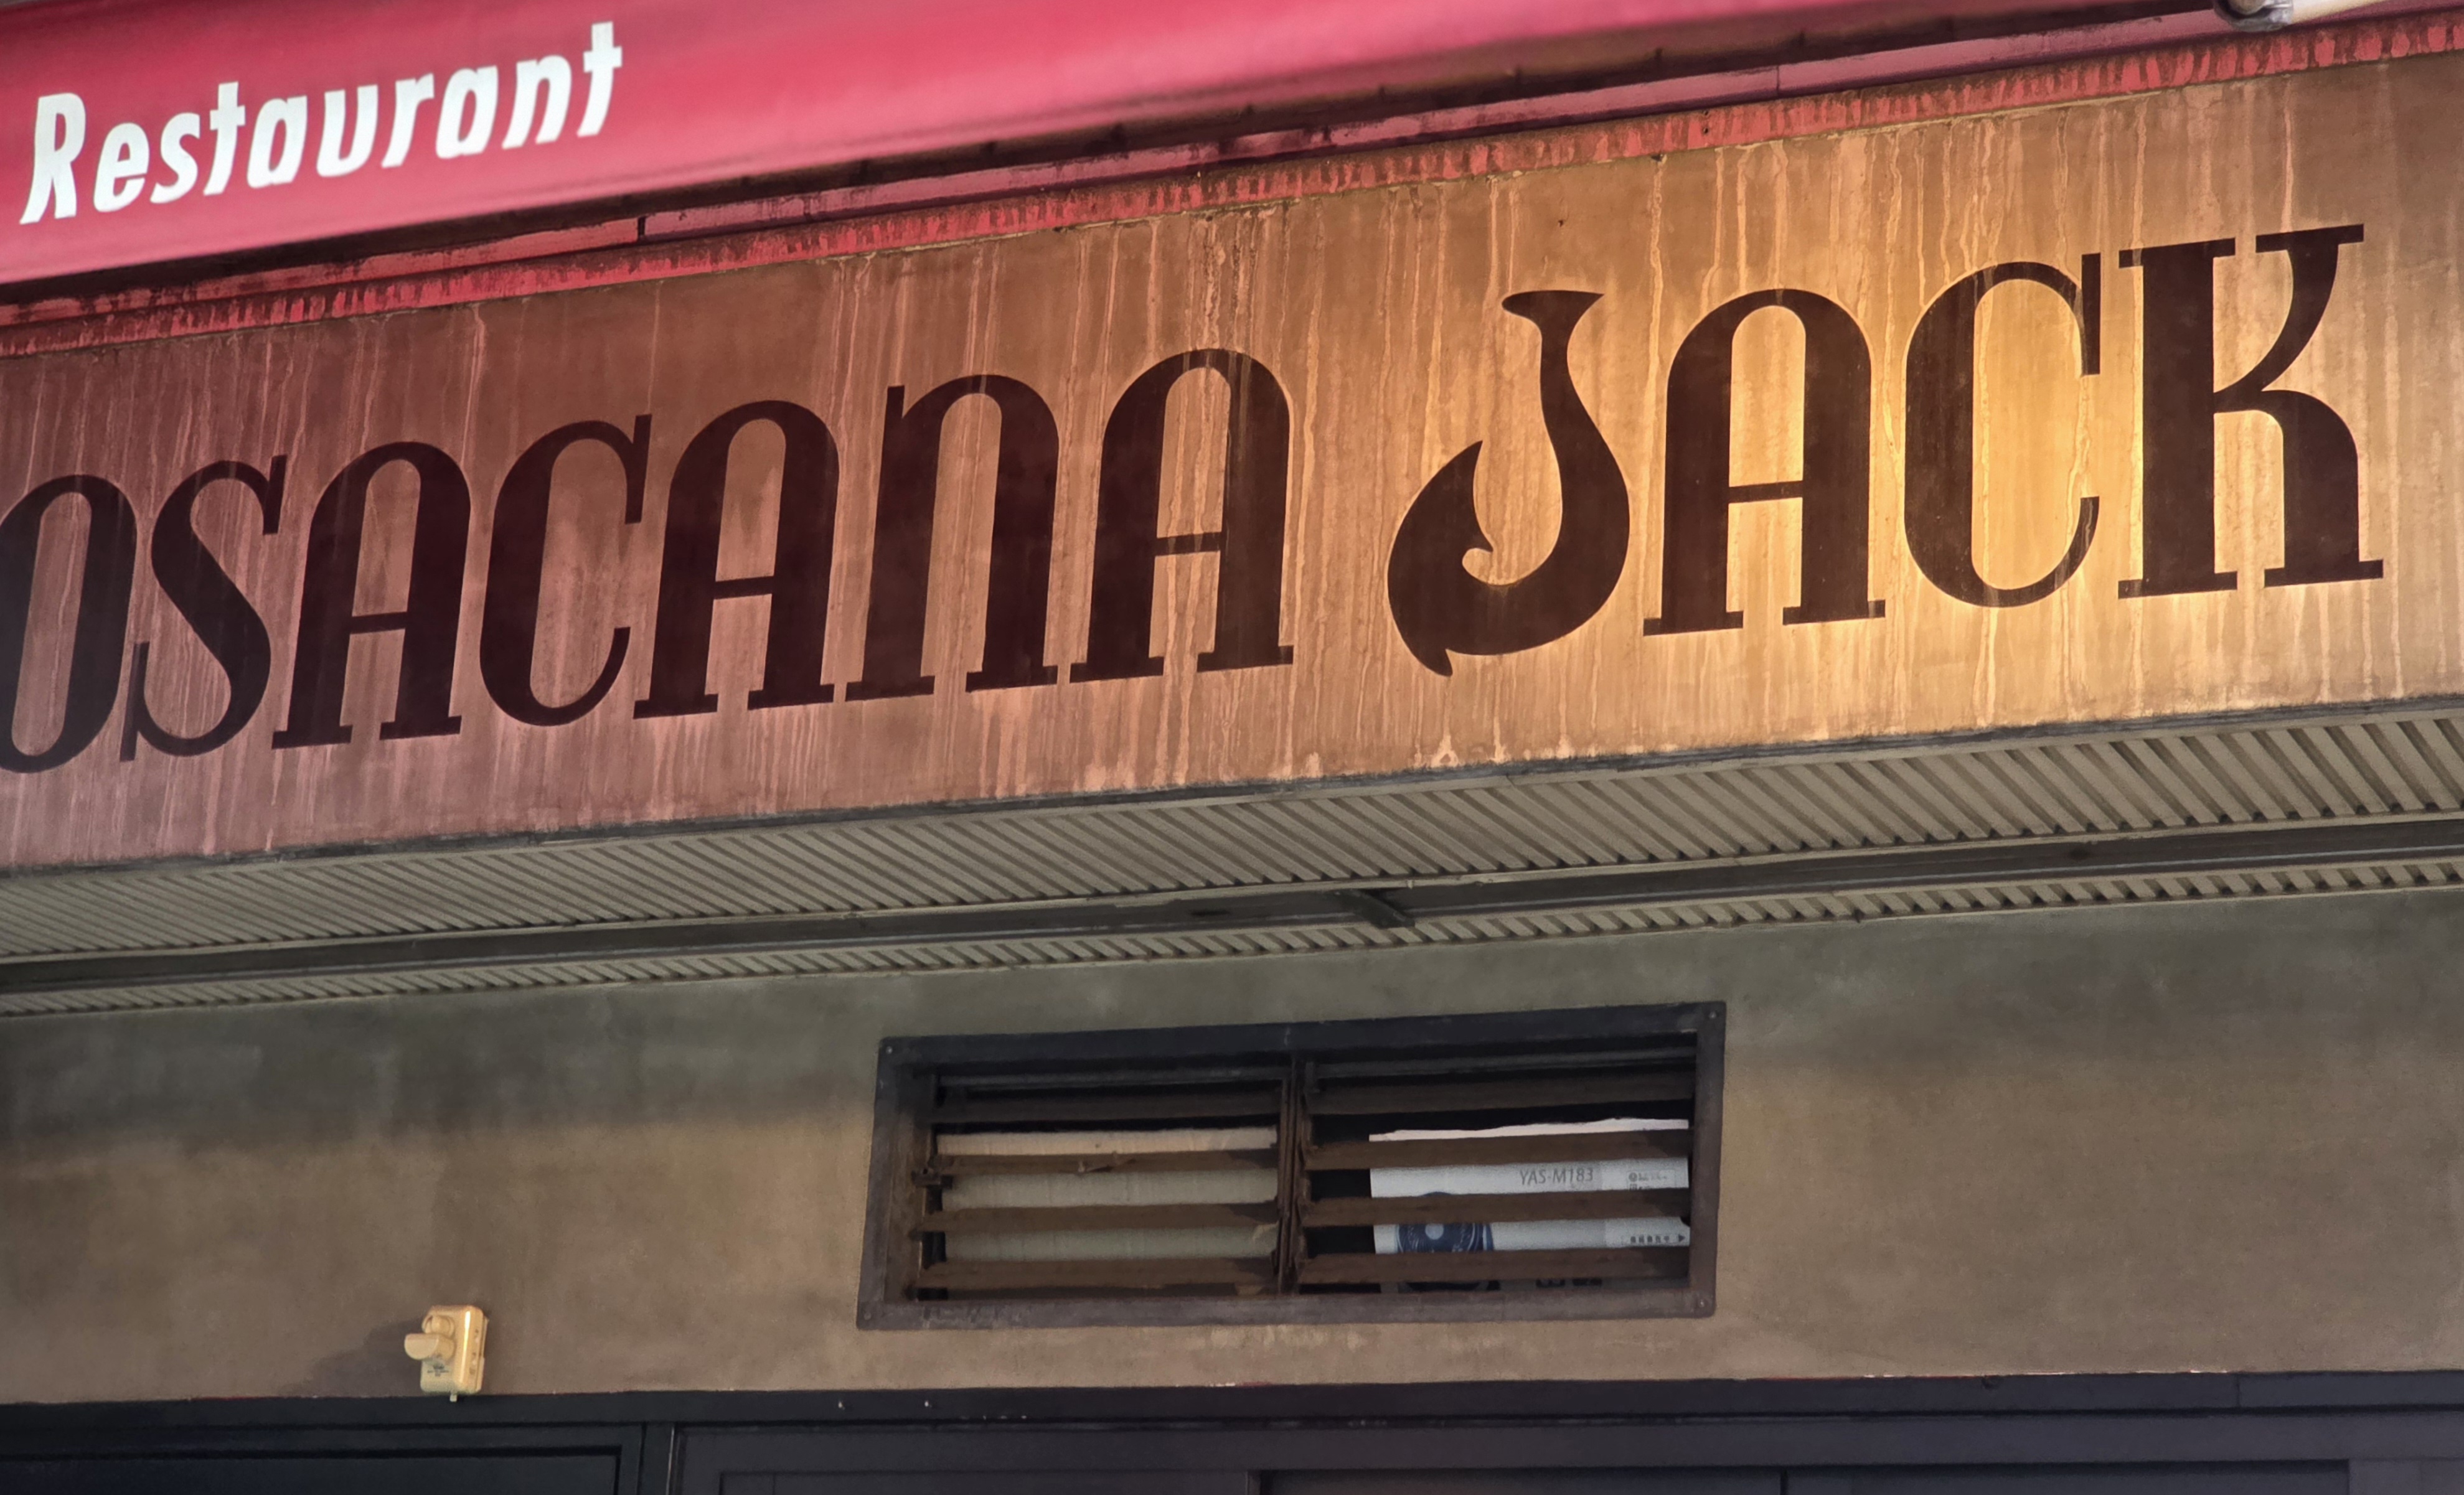 Restaurant
OSACANA JACK
YAS-M183